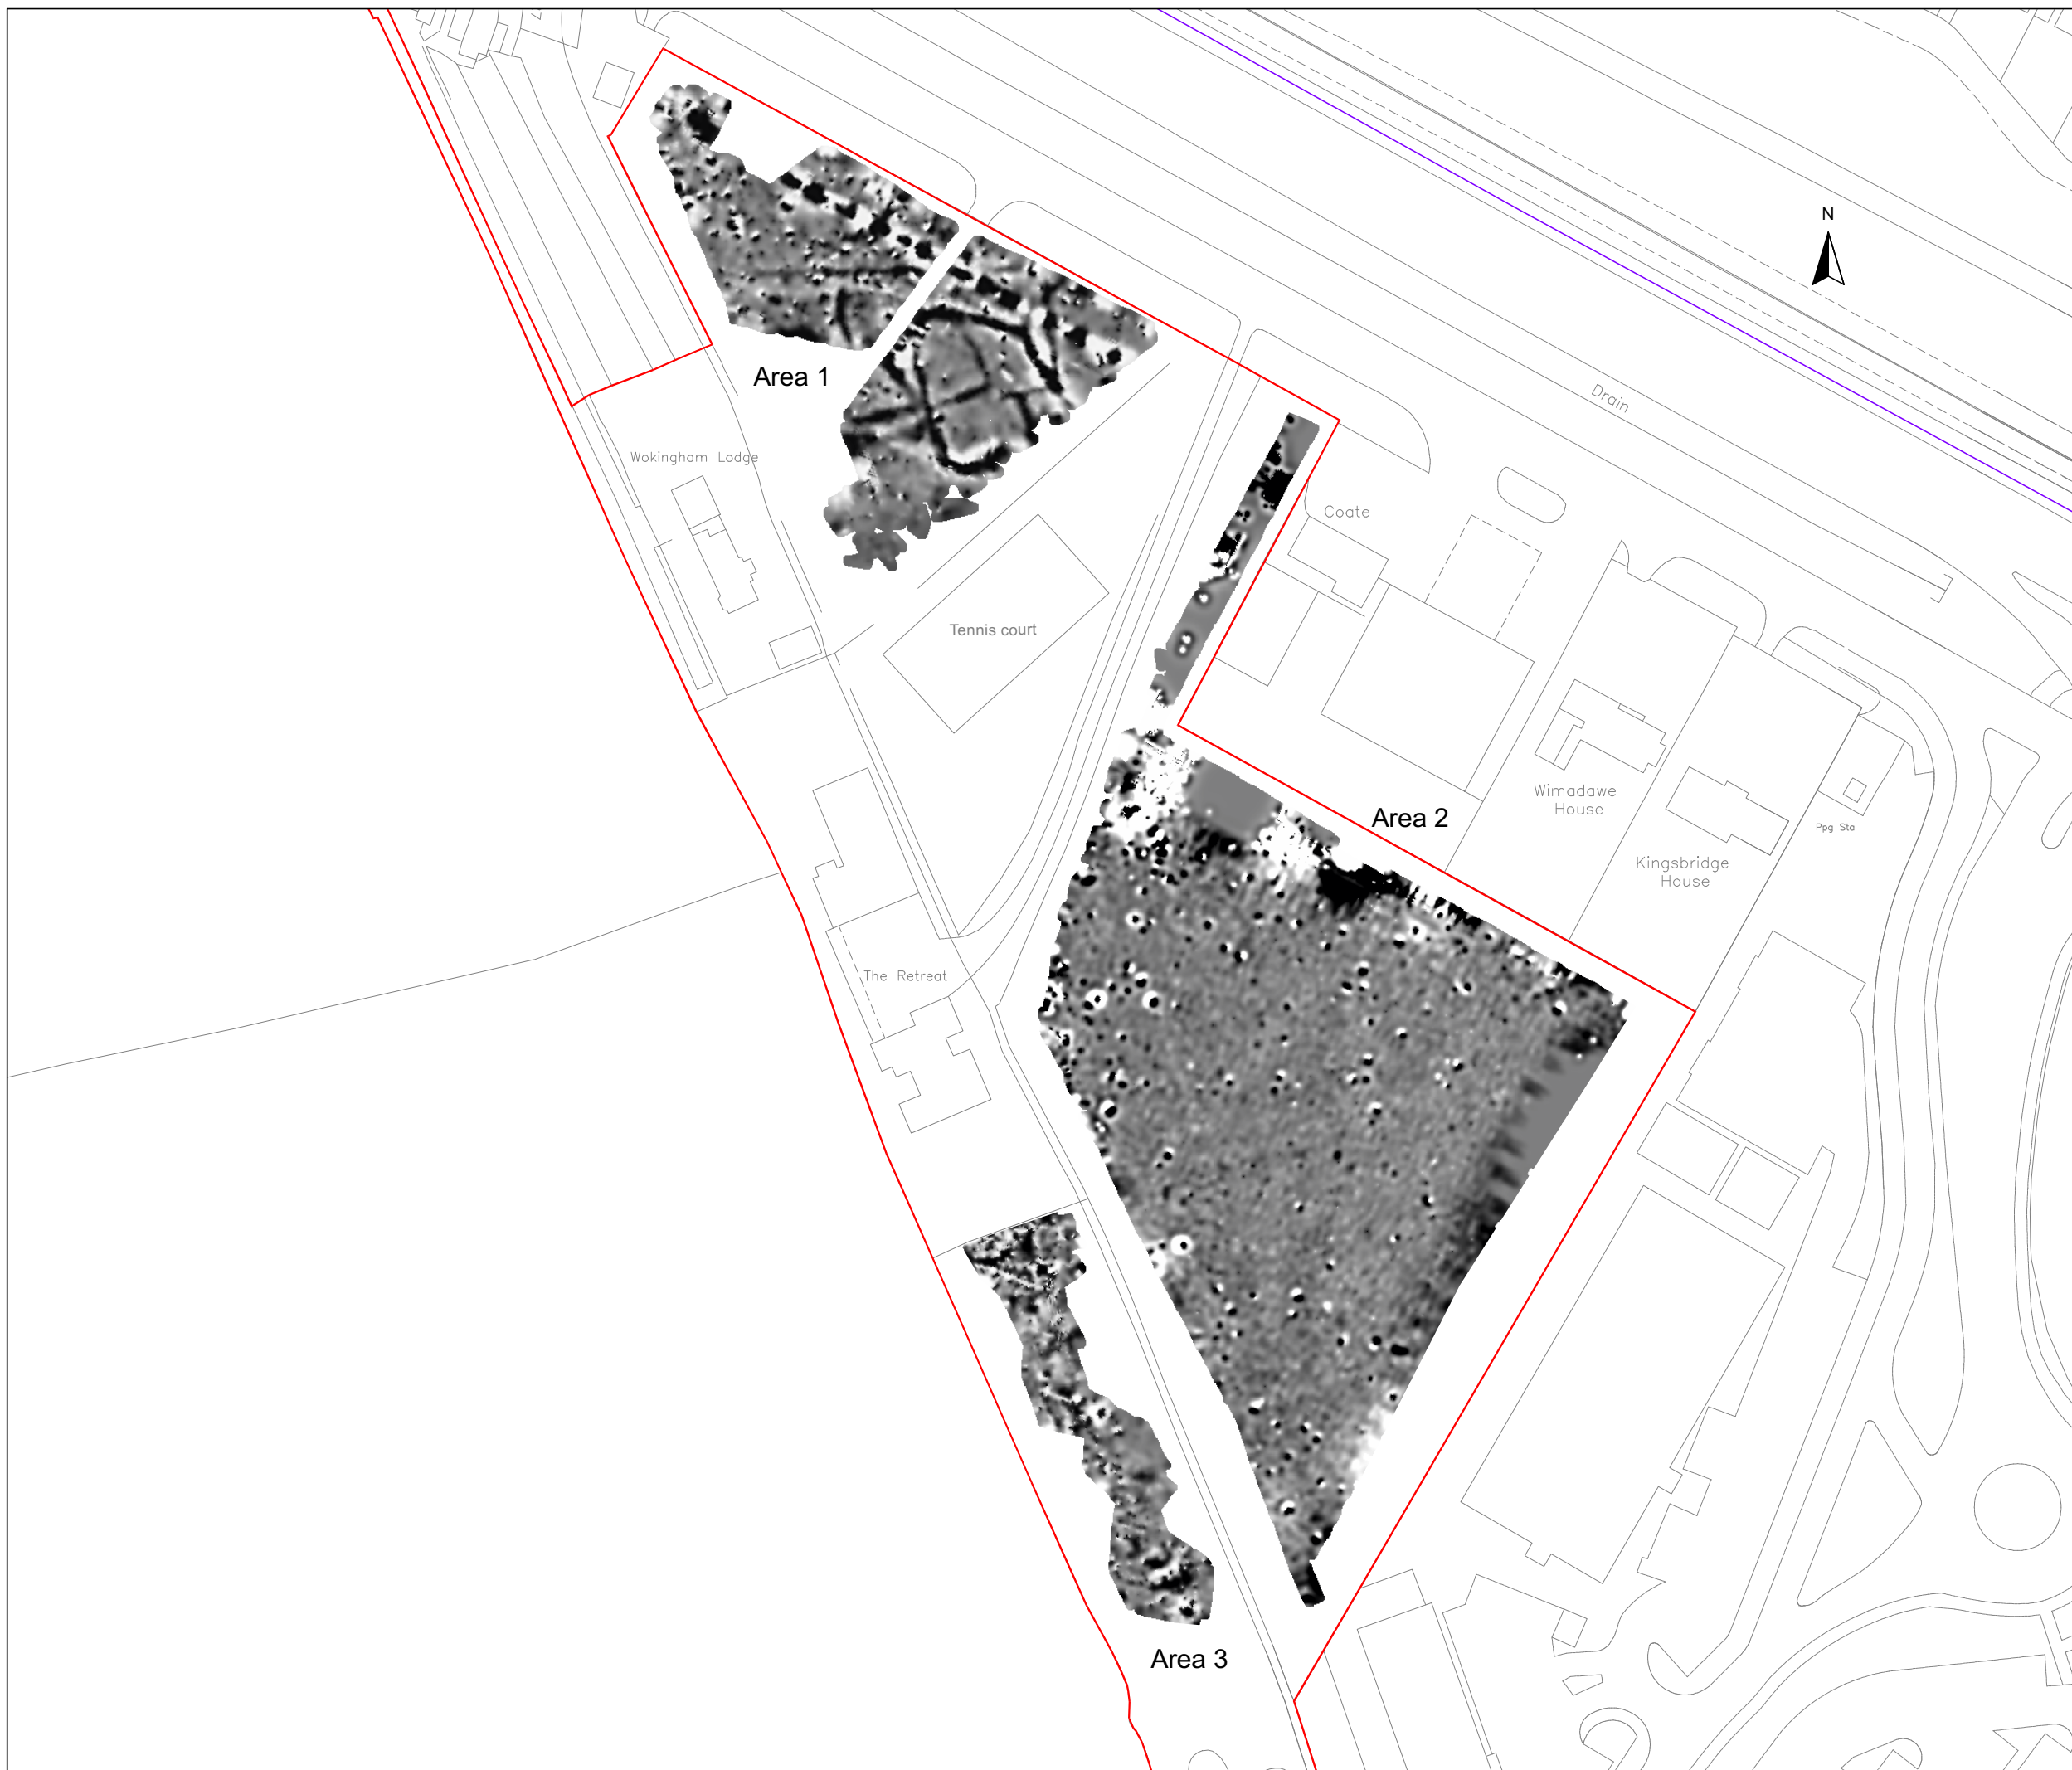 N
Drain
Area 1
Wokingham Lodge
Coate
Tennis court
Wimadawe
House
Area 2
Ppg Sta
Kingsbridge
House
The Retreat
Area 3